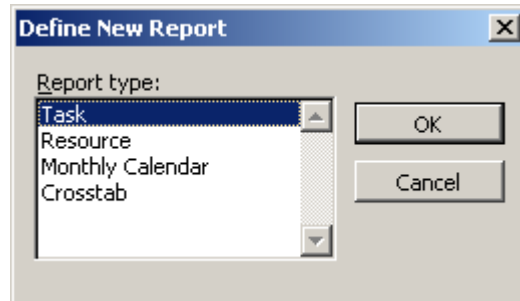 Define New Report
Report type:
Task
Resource
Monthly Calendar
Crosstab
OK
Cancel